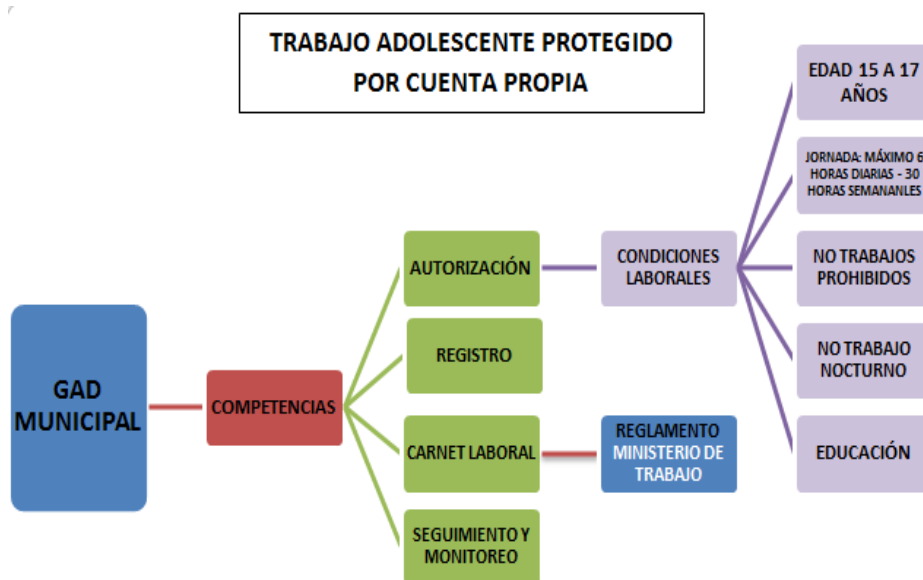 TRABAJO ADOLESCENTE PROTEGIDO
POR CUENTA PROPIA
GAD
MUNICIPAL
COMPETENCIAS
AUTORIZACIÓN
REGISTRO
CARNET LABORAL
SEGUIMIENTO Y
MONITOREO
CONDICIONES
LABORALES
REGLAMENTO
MINISTERIO DE
TRABAJO
EDAD 15 A 17
AÑOS
JORNADA: MÁXIMO 6
HORAS DIARIAS - 30
HORAS SEMANANLES
NO TRABAJOS
PROHIBIDOS
NO TRABAJO
NOCTURNO
EDUCACIÓN